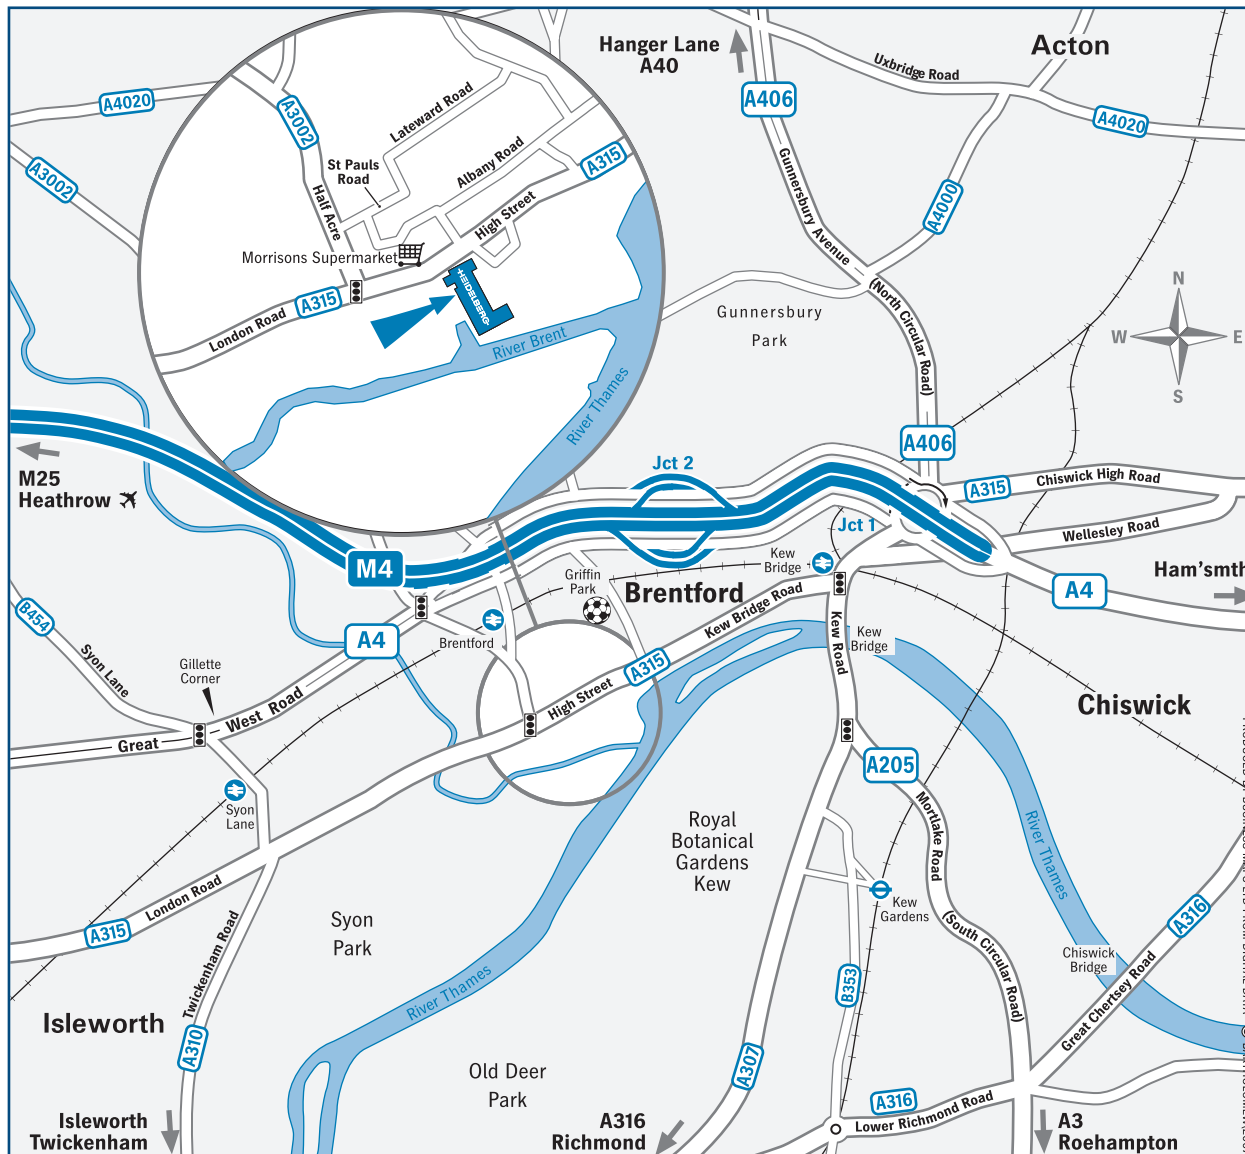 Hanger Lane
A40
Acton
Uxbridge Road
A4020
A406
A4020
A3002
A3002
Lateward Road
St Pauls
Road
Albany Road
A315
Half Acre
High Street
Gunnersbury Avenue
A4000
Morrisons Supermarket
HEIDELBERG
A315
London Road
River Brent
River Thames
Gunnersbury
Park
(North Circular Road)
N
W
E
S
A406
M25
Heathrow
Jct 2
A315
Chiswick High Road
Jct 1
Wellesley Road
M4
Kew
Bridge
Griffin
Park
Brentford
Ham'smth
A4
B454
A4
Brentford
Kew Bridge Road
Kew Road
Kew
Bridge
Syon Lane
Gillette
Corner
A315
High Street
Great West Road
Chiswick
A205
Syon
Lane
Mortlake Road
Royal
Botanical
Gardens
Kew
River Thames
London Road
A315
Twickenham Road
Syon
Park
Kew
Gardens
(South Circular Road)
A316
Chiswick
Bridge
Great Chertsey Road
B353
River Thames
Isleworth
A310
Old Deer
Park
A307
A316
Lower Richmond Road
Isleworth
Twickenham
A316
Richmond
A3
Roehampton